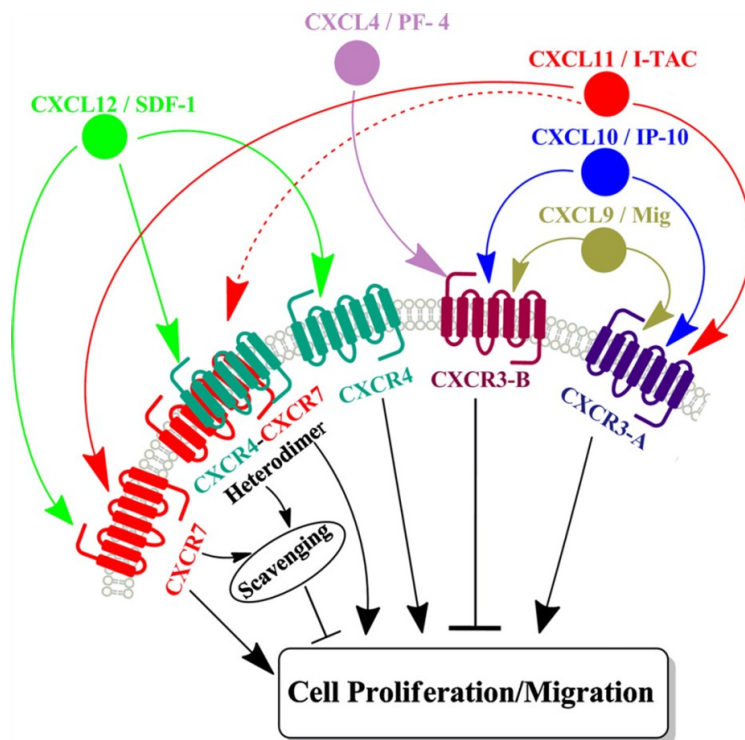 CXCL4 / PF- 4
CXCL11 / I-TAC
CXCL12 / SDF-1
CXCL10 / IP-10
CXCL9 / Mig
CXCR4
CXCR3-B
CXCR3-A
CXCR4-CXCR7
Heterodimer
CXCR7
Scavenging
Cell Proliferation/Migration